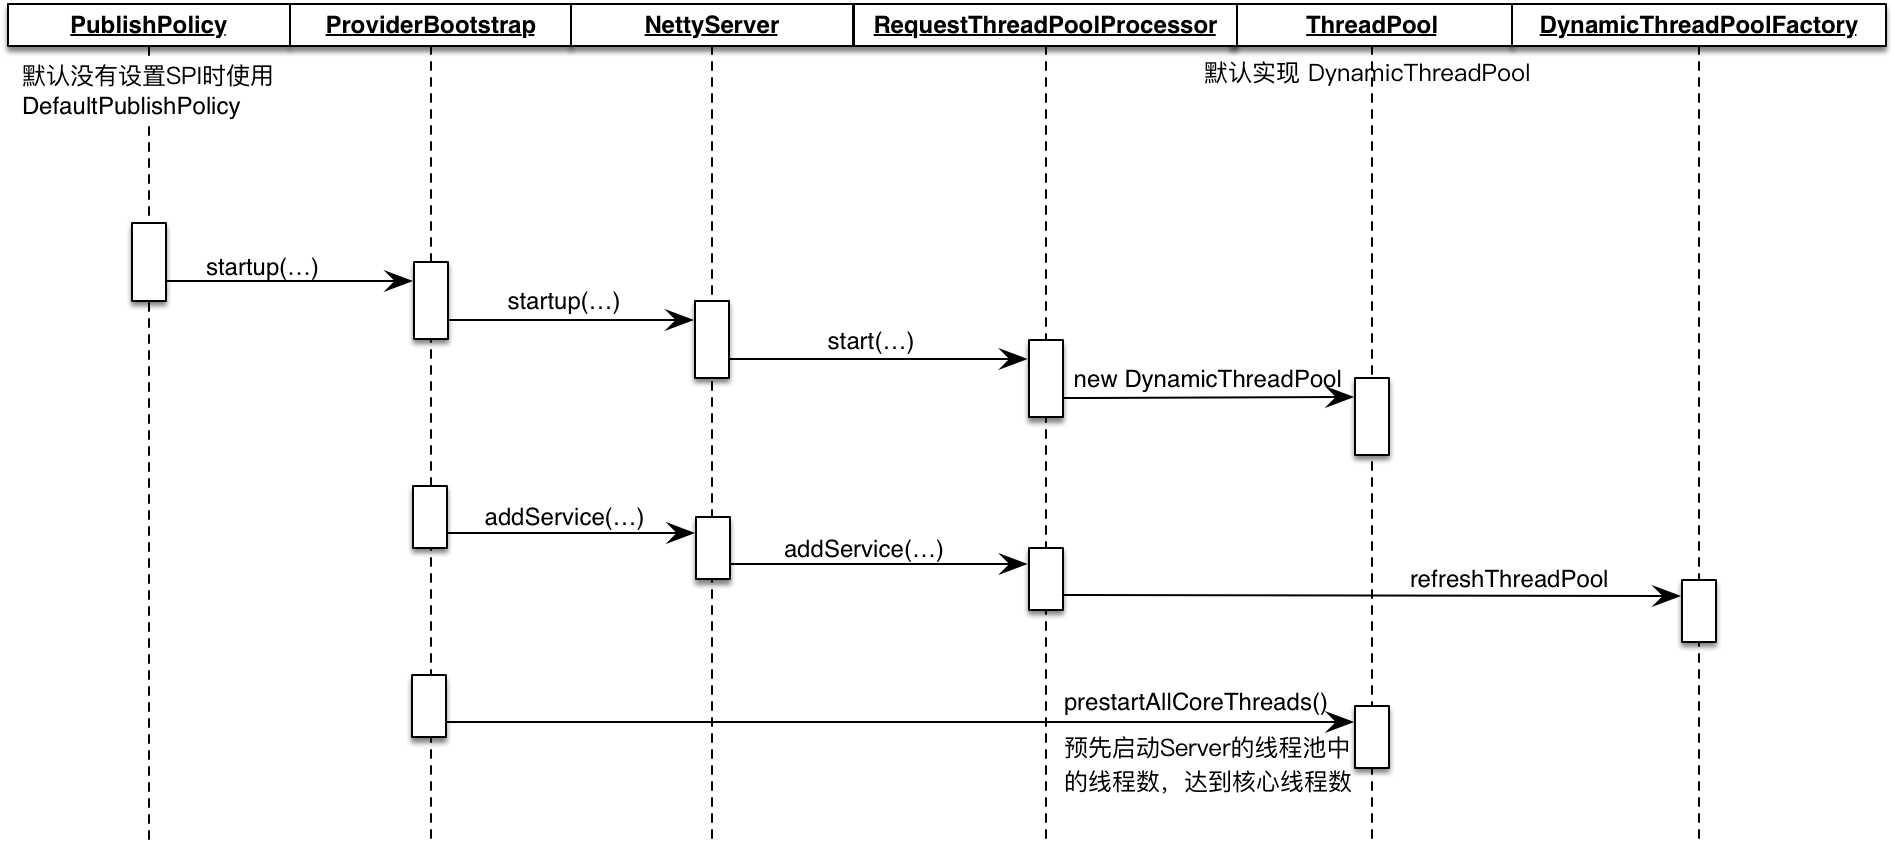 PublishPolicy
ProviderBootstrap
NettyServer
RequestThreadPoolProcessor
ThreadPool
DynamicThreadPoolFactory
默认没有设置SPI时使用
DefaultPublishPolicy
默认实现 DynamicThreadPool
startup(…)
startup(…)
start(…)
new DynamicThreadPool
addService(…)
addService(…)
refreshThreadPool
prestartAllCoreThreads()
预先启动Server的线程池中
的线程数，达到核心线程数